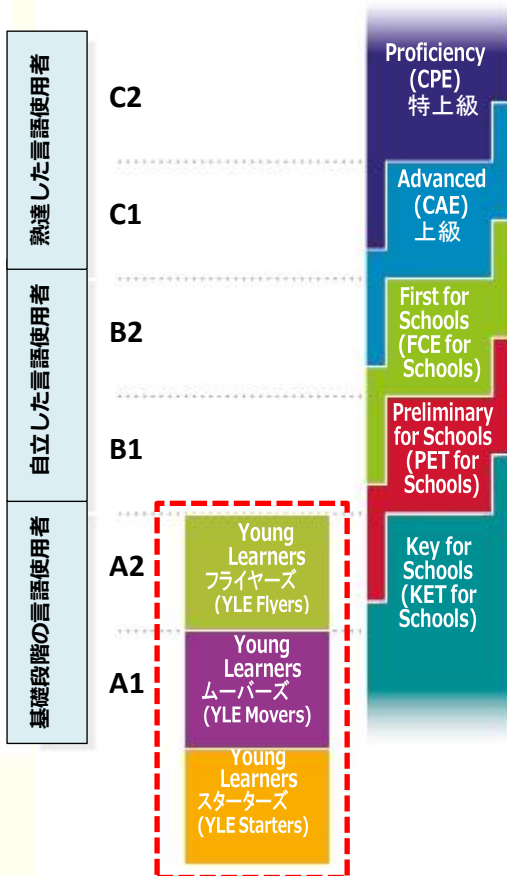 熟達した言語使用者
自立した言語使用者
基礎段階の言語使用者
C2
C1
B2
B1
A2
A1
Young
Learners
フライヤーズ
(YLE Flyers)
Young
Learners
ムーバーズ
(YLE Movers)
Young
Learners
スターターズ
(YLE Starters)
Proficiency
(CPE)
特上級
Advanced
(CAE)
上級
First for
Schools
(FCE for
Schools)
Preliminary
for Schools
(PET for
Schools)
Key for
Schools
(KET for
Schools)